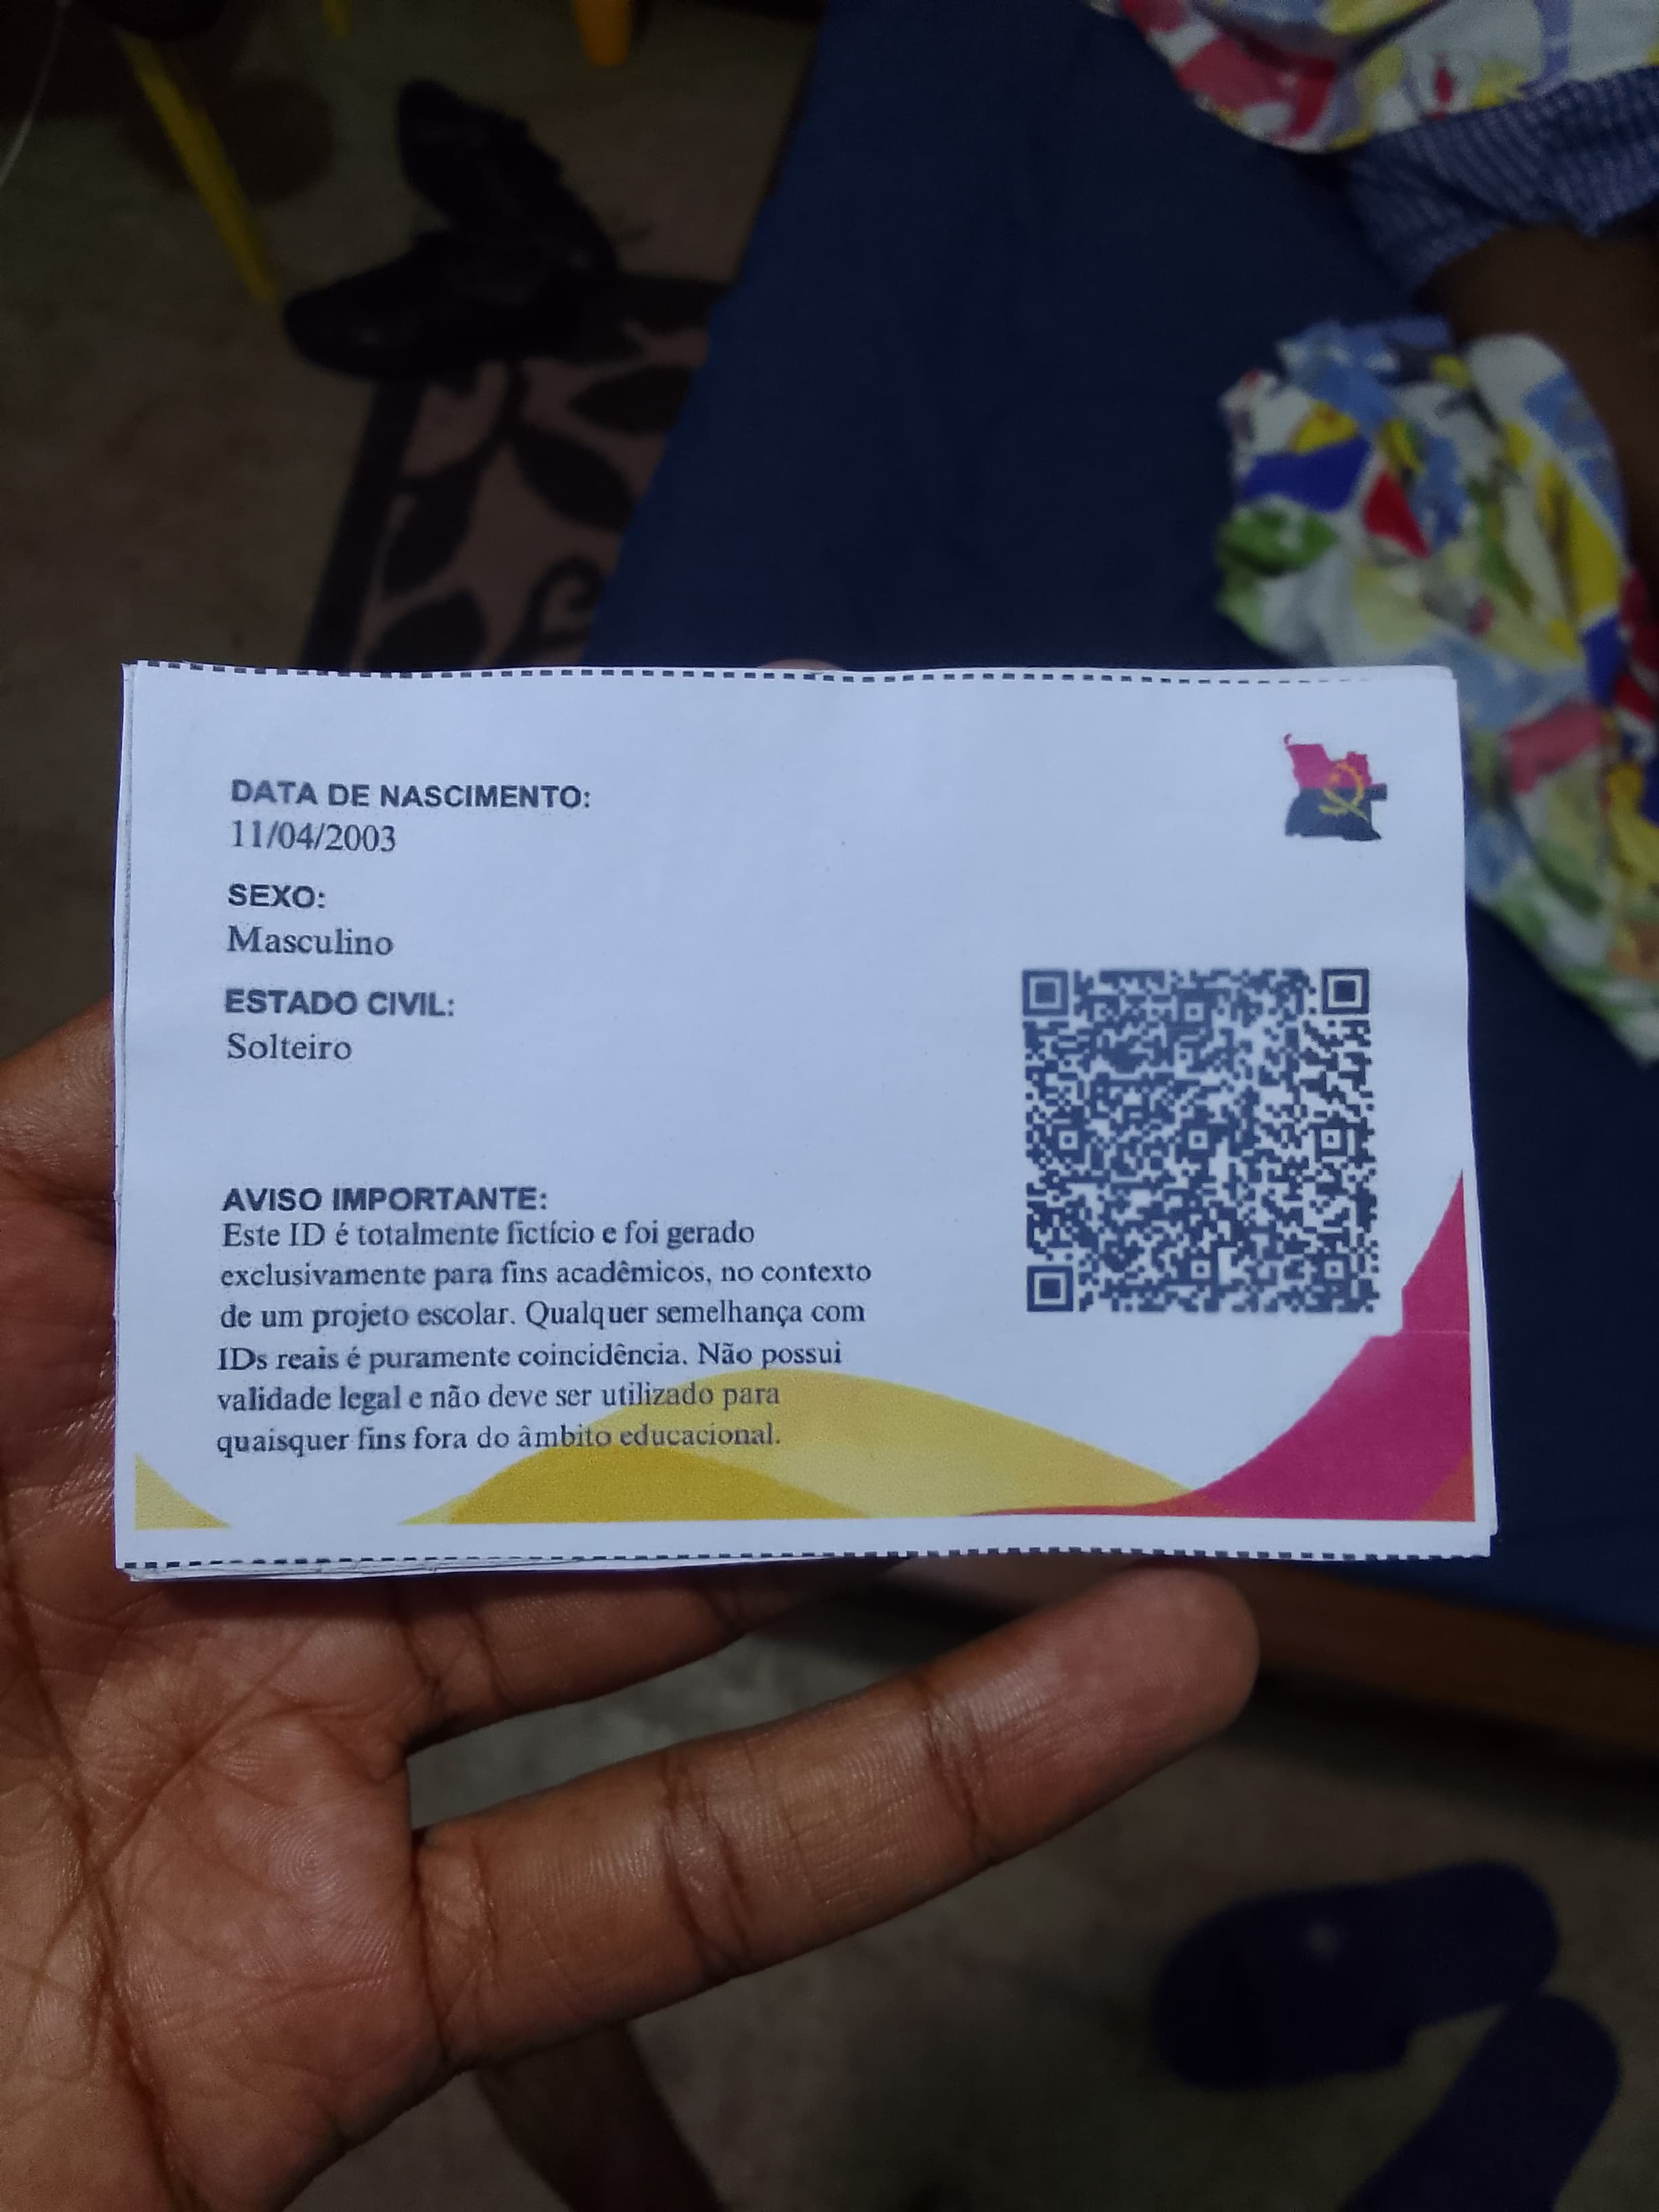 DATA DE NASCIMENTO:
11/04/2003
SEXO:
Masculino
ESTADO CIVIL:
Solteiro
AVISO IMPORTANTE:
Este ID é totalmente fictício e foi gerado
exclusivamente para fins acadêmicos, no contexto
de um projeto escolar. Qualquer semelhança com
IDs reais é puramente coincidência. Não possui
validade legal e não deve ser utilizado para
quaisquer fins fora do âmbito educacional.